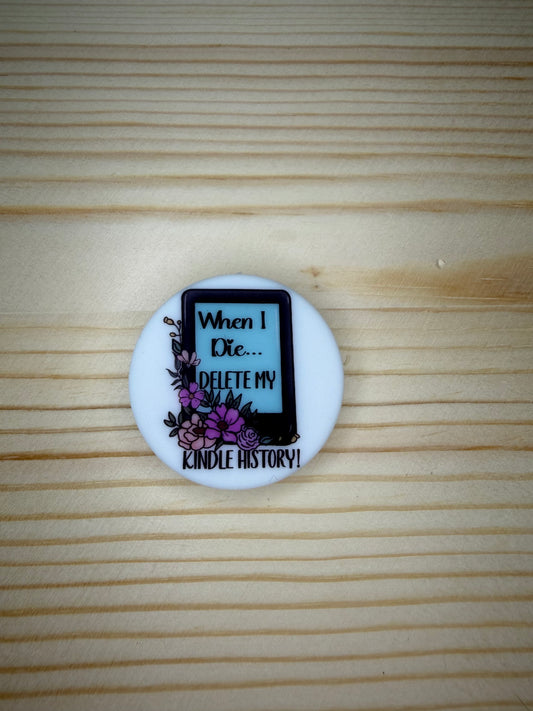 When I
Die...
DELETE MY
KINDLE HISTORY!